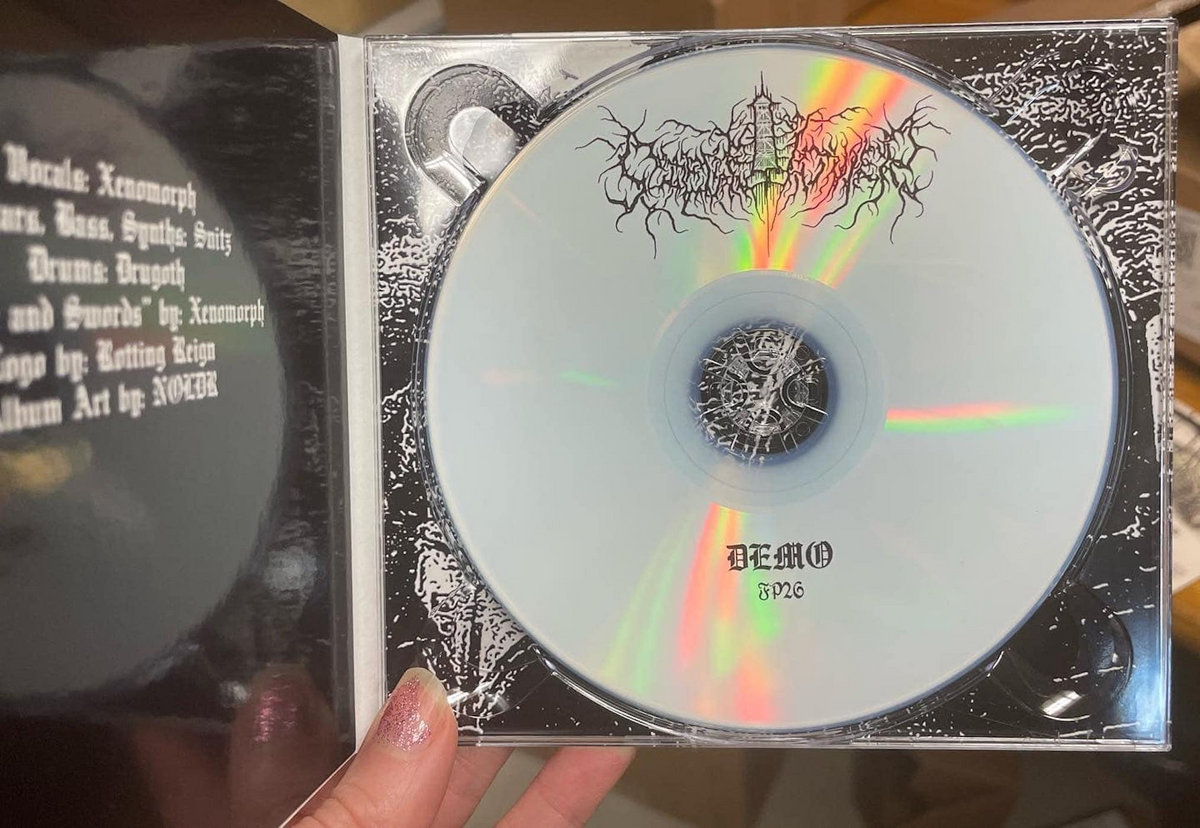 Vocals: Xenomorph
Bass, Synths: Snitz
Drums: Drugoth
and Swords" by: Xenomorph
Logo by: Rotting Reign
Album Art by: NOLDR
DEMO
FP26